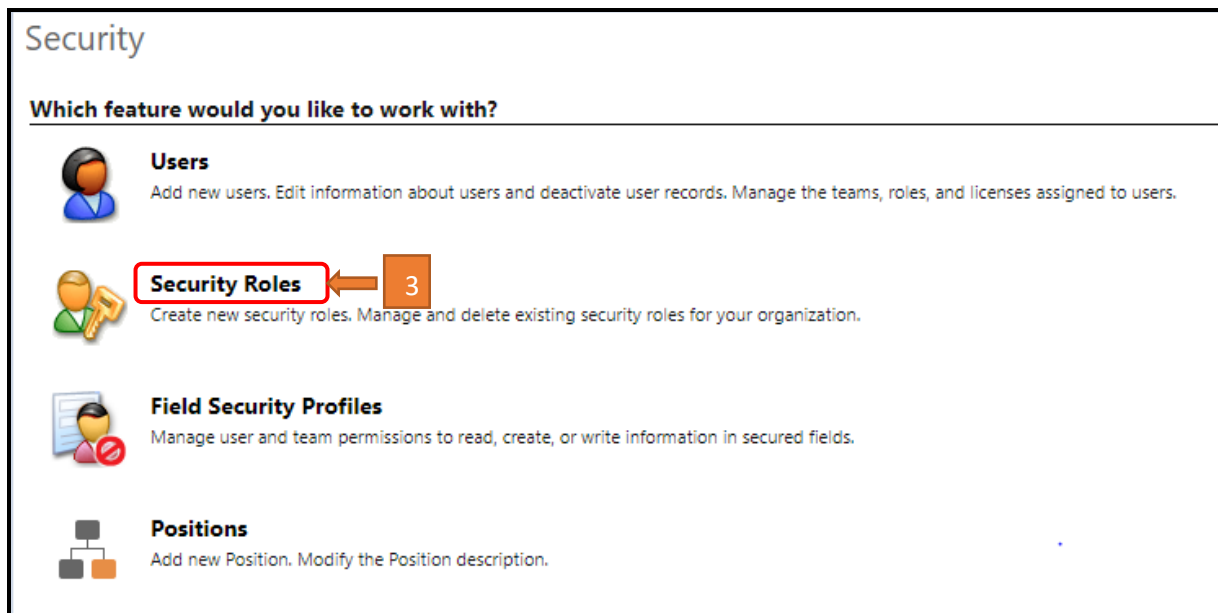 Security
Which feature would you like to work with?
Users
Add new users. Edit information about users and deactivate user records. Manage the teams, roles, and licenses assigned to users.
Security Roles
3
Create new security roles. Manage and delete existing security roles for your organization.
Field Security Profiles
Manage user and team permissions to read, create, or write information in secured fields.
Positions
Add new Position. Modify the Position description.